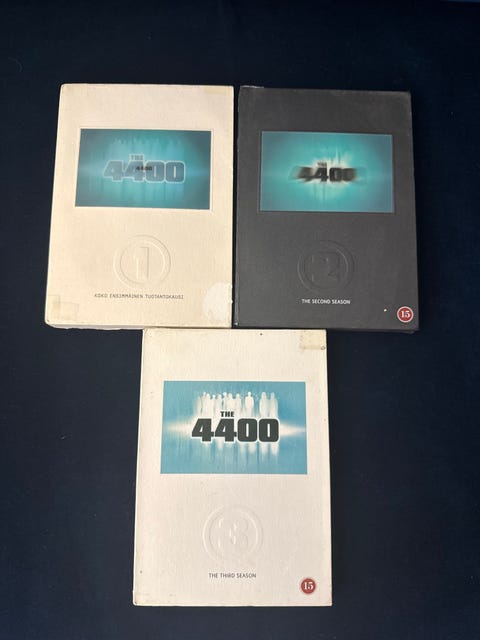 THE
4400
1
KOKO ENSIMMÄINEN TUOTANTOKAUSI
THE
4400
2
THE SECOND SEASON
15
THE
4400
3
THE THIRD SEASON
15